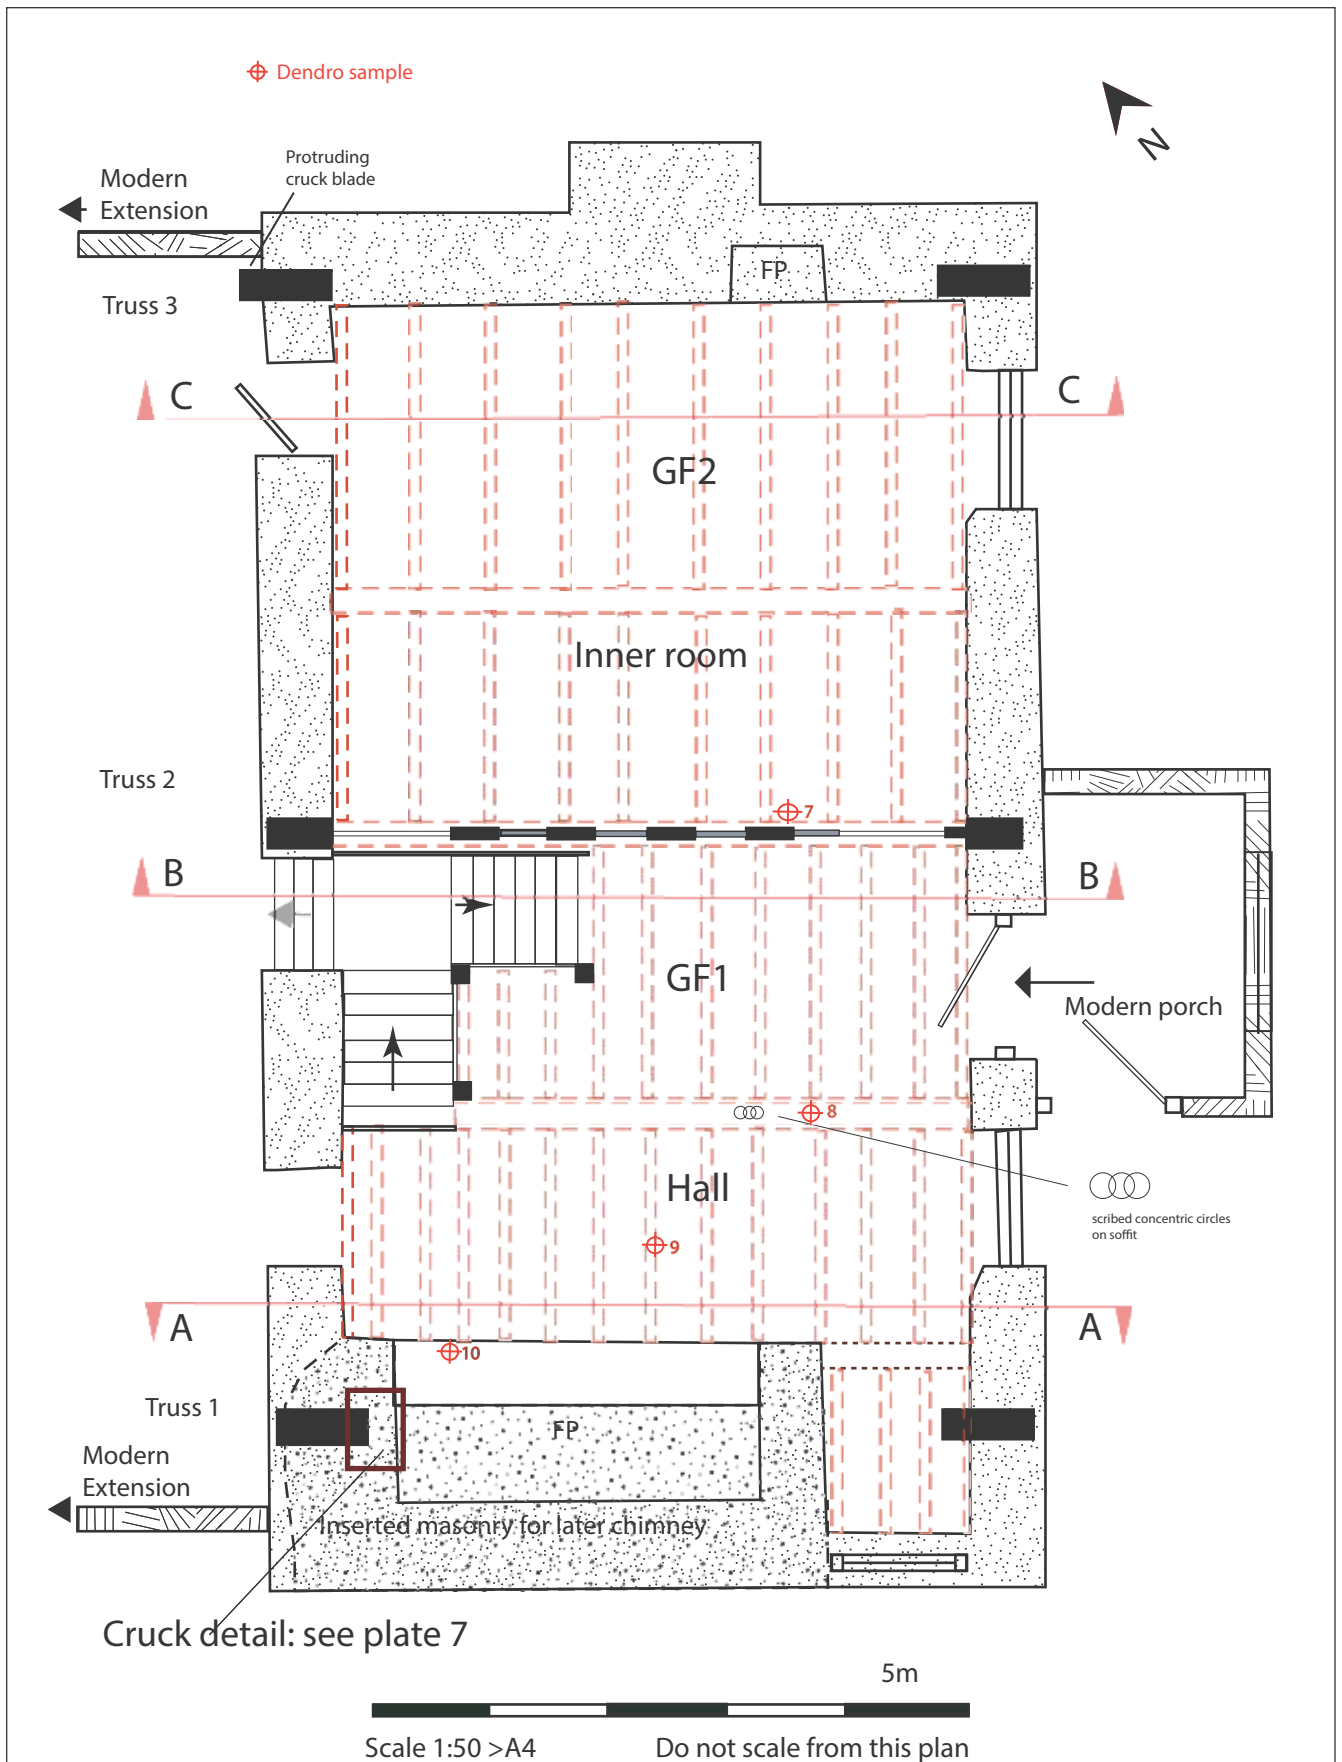 Dendro sample
N
Protruding
cruck blade
Modern
Extension
FP
Truss 3
C
C
GF2
Inner room
Truss 2
7
B
B
GF1
Modern porch
8
Hall
scribed concentric circles
on soffit
9
A
A
10
Truss 1
FP
Modern
Extension
Inserted masonry for later chimney
Cruck detail: see plate 7
5m
Scale 1:50 >A4
Do not scale from this plan